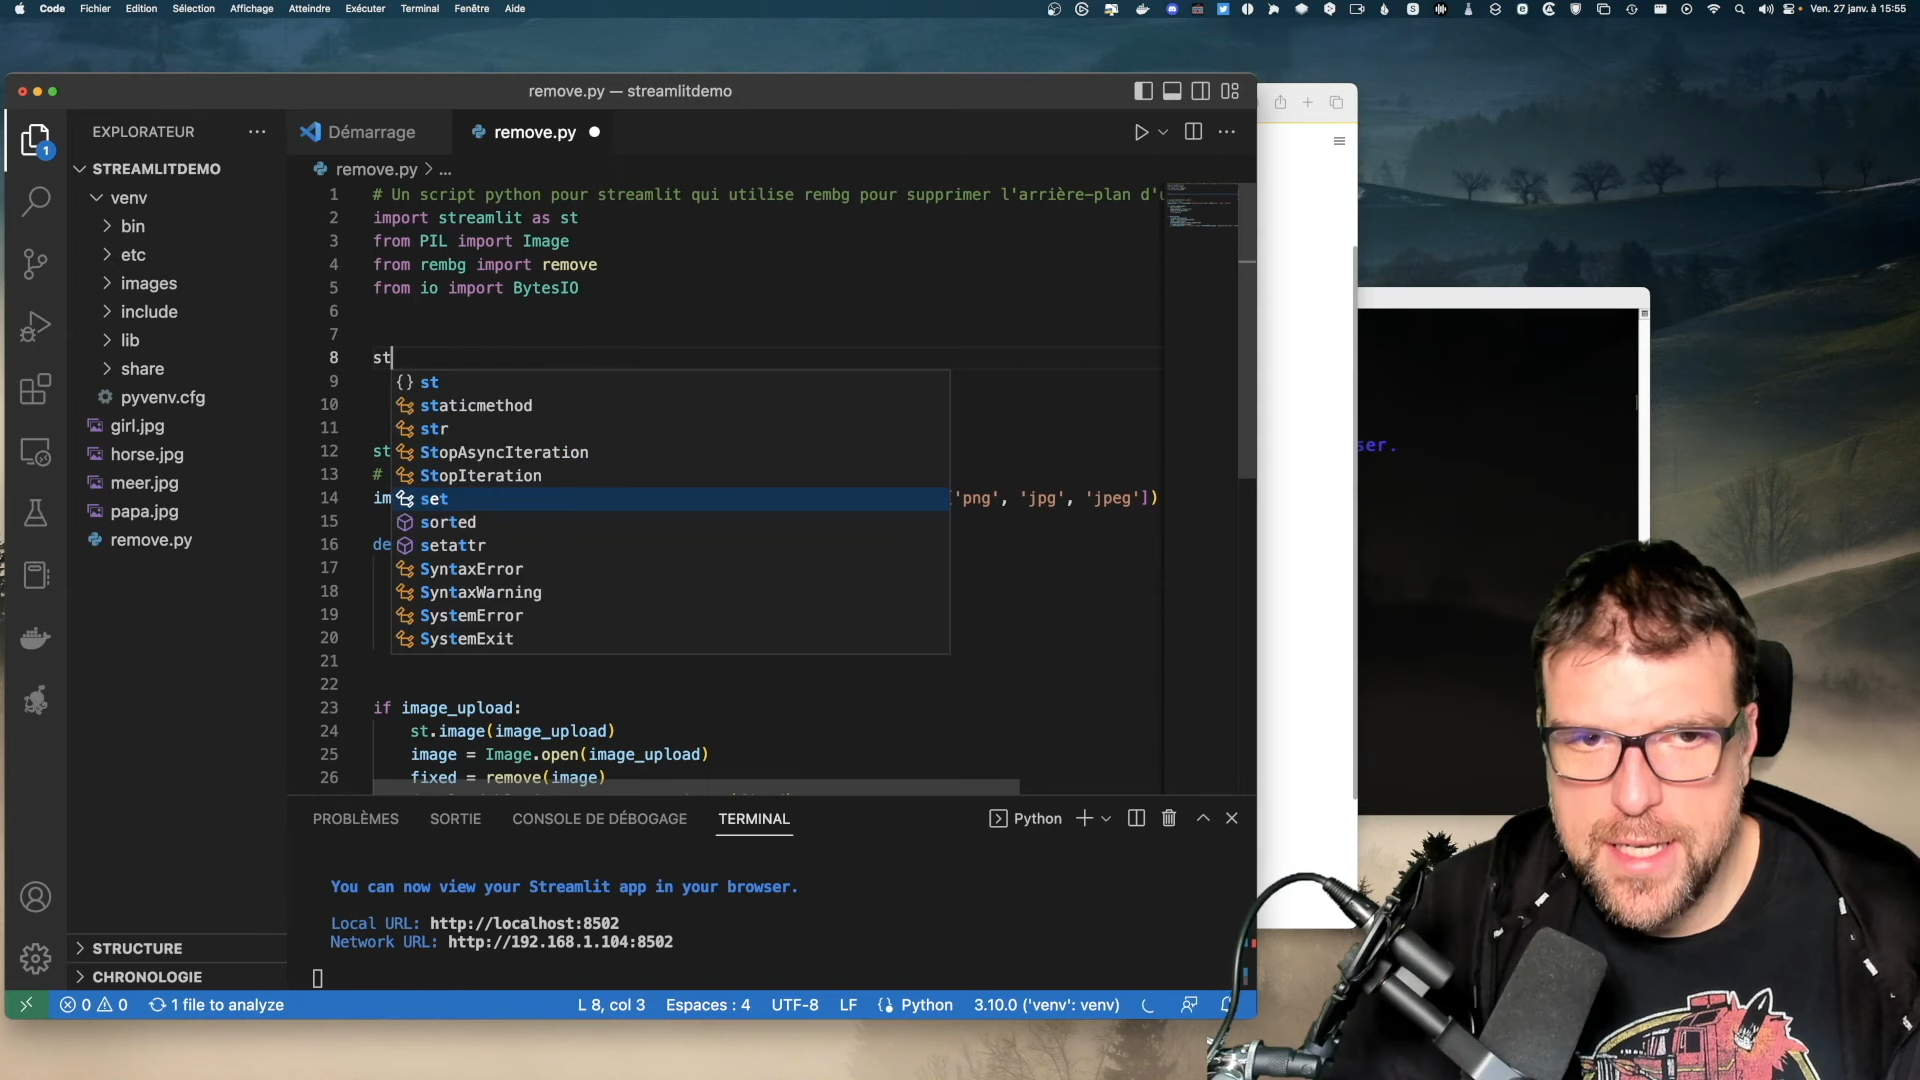 Code Fichier Edition Sélection Affichage Atteindre Exécuter Terminal Fenêtre Aide
Ven. 27 janv. à 15:55
remove.py — streamlitdemo
EXPLORATEUR
Démarrage
remove.py
1
STREAMLITDEMO
remove.py > ...
venv
bin
etc
images
include
lib
share
pyvenv.cfg
girl.jpg
horse.jpg
meer.jpg
papa.jpg
remove.py
STRUCTURE
CHRONOLOGIE
1 # Un script python pour streamlit qui utilise rembg pour supprimer l'arrière-plan d'u
2 import streamlit as st
3 from PIL import Image
4 from rembg import remove
5 from io import BytesIO
6
7
8 st
9 {} st
10 staticmethod
11 str
12 st StopAsyncIteration
13 # StopIteration
14 im set 'png', 'jpg', 'jpeg'])
15 sorted
16 de setattr
17 SyntaxError
18 SyntaxWarning
19 SystemError
20 SystemExit
21
22
23 if image_upload:
24 st.image(image_upload)
25 image = Image.open(image_upload)
26 fixed = remove(image)
ser.
PROBLÈMES SORTIE CONSOLE DE DÉBOGAGE TERMINAL
Python
You can now view your Streamlit app in your browser.
Local URL: http://localhost:8502
Network URL: http://192.168.1.104:8502
0 0 1 file to analyze
L 8, col 3 Espaces : 4 UTF-8 LF {} Python 3.10.0 ('venv': venv)